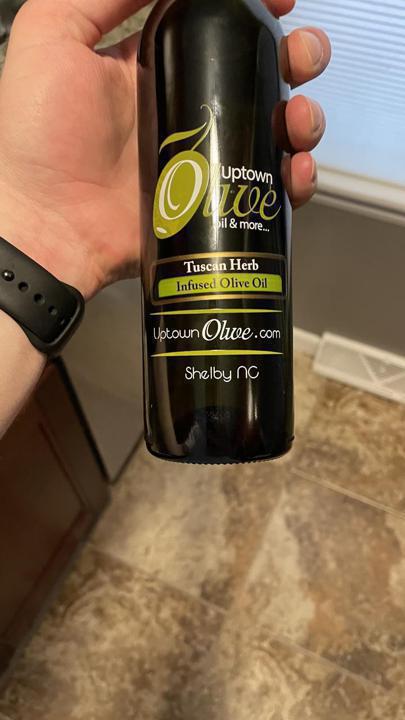 Uptown
Olive
oil & more...
Tuscan Herb
Infused Olive Oil
UptownOlive.com
Shelby NC